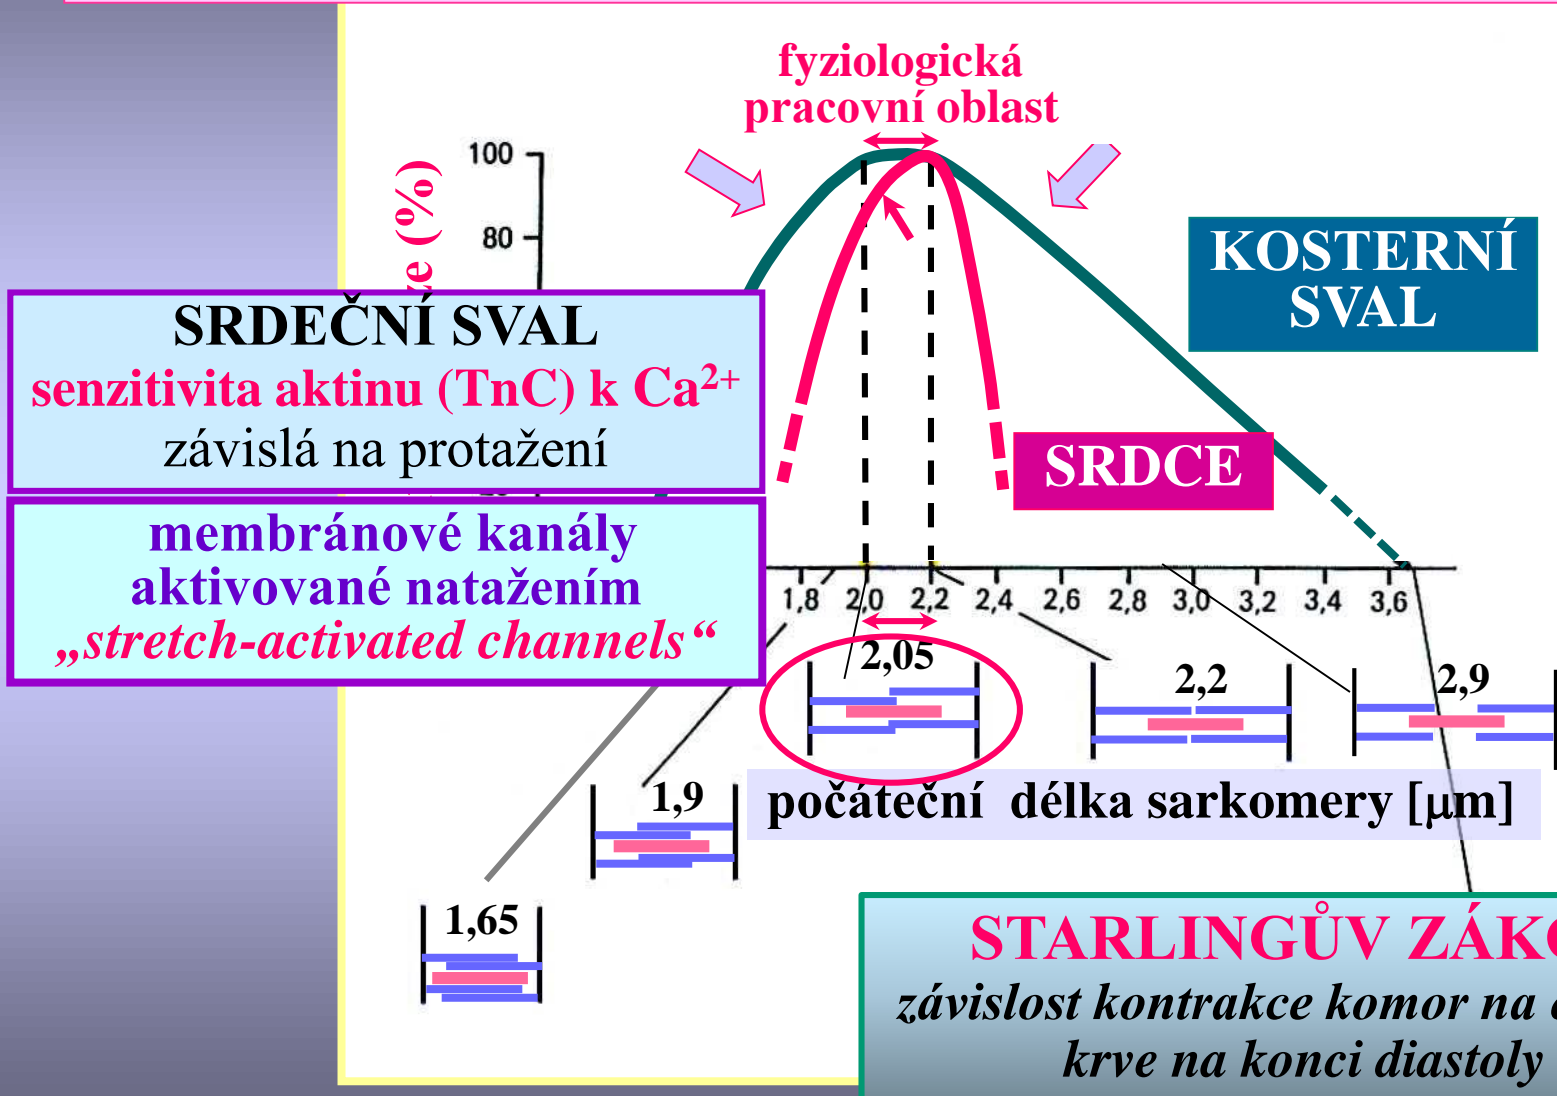 fyziologická
pracovní oblast
100
80
(%)
KOSTERNÍ
SVAL
SRDEČNÍ SVAL
senzitivita aktinu (TnC) k Ca²⁺
závislá na protažení
SRDCE
membránové kanály
aktivované natažením
„stretch-activated channels“
1,8 2,0 2,2 2,4 2,6 2,8 3,0 3,2 3,4 3,6
2,05
2,2
2,9
1,9
počáteční délka sarkomery [μm]
1,65
STARLINGŮV
závislost kontrakce komor na
krve na konci diastoly